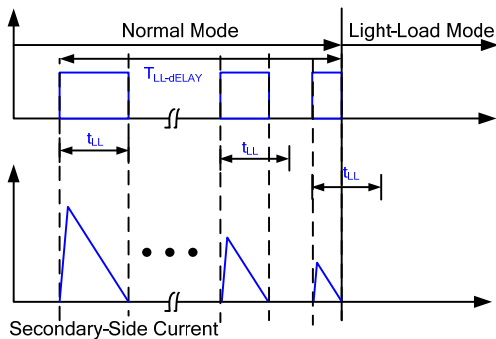 Normal Mode
Light-Load Mode
TLL-dELAY
tLL
tLL
tLL
Secondary-Side Current